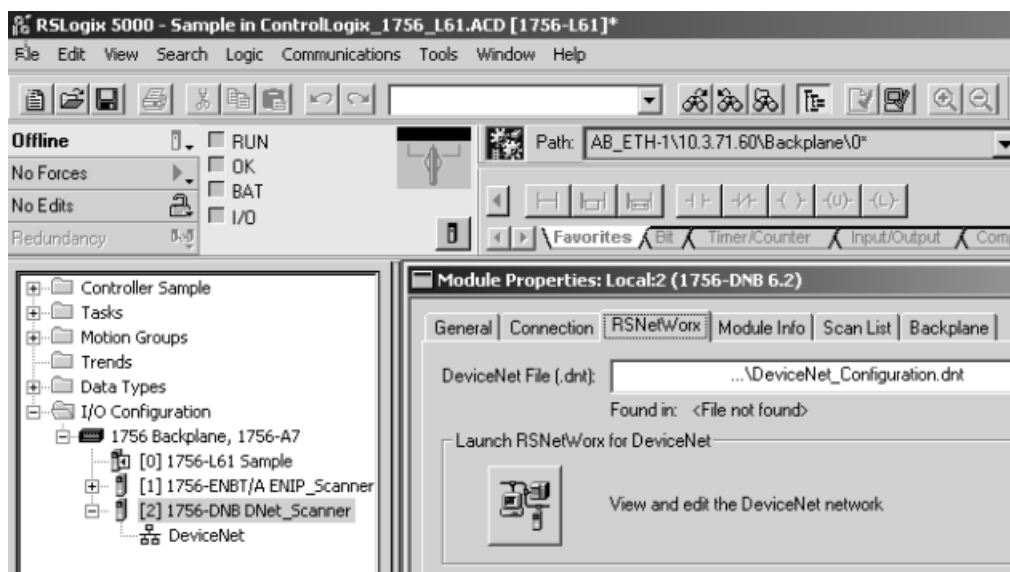 RSLogix 5000 - Sample in ControlLogix_1756_L61.ACD [1756-L61]*
File Edit View Search Logic Communications Tools Window Help
Offline
RUN
Path: AB_ETH-1\10.3.71.60\Backplane\0*
No Forces
OK
No Edits
BAT
I/O
Redundancy
Favorites Bit Timer/Counter Input/Output Com
Controller Sample
Tasks
Motion Groups
Trends
Data Types
I/O Configuration
1756 Backplane, 1756-A7
[0] 1756-L61 Sample
[1] 1756-ENBT/A ENIP_Scanner
[2] 1756-DNB DNet_Scanner
DeviceNet
Module Properties: Local:2 (1756-DNB 6.2)
General Connection RSNetWorx Module Info Scan List Backplane
DeviceNet File (.dnt): ...\DeviceNet_Configuration.dnt
Found in: <File not found>
Launch RSNetWorx for DeviceNet
View and edit the DeviceNet network